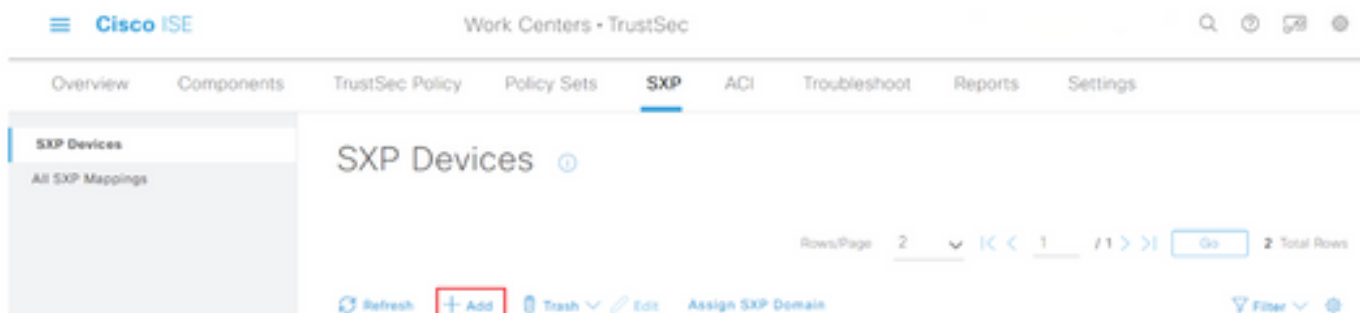 Cisco ISE
Work Centers • TrustSec
Overview Components TrustSec Policy Policy Sets SXP ACI Troubleshoot Reports Settings
SXP Devices
All SXP Mappings
SXP Devices
Rows/Page 2 |< < 1 / 1 > >| Go 2 Total Rows
Refresh + Add Trash Edit Assign SXP Domain Filter